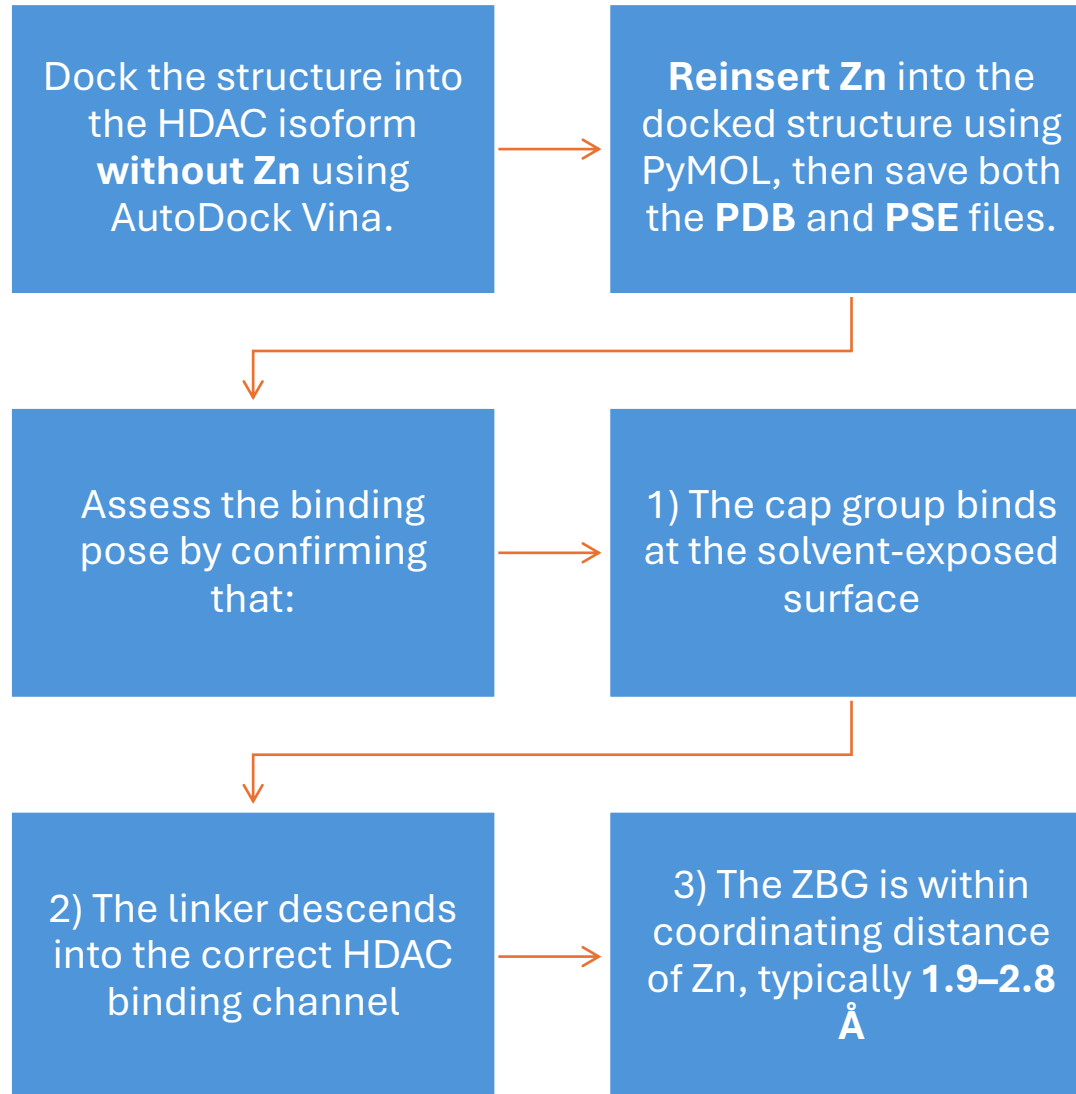 Dock the structure into
the HDAC isoform
without Zn using
AutoDock Vina.
Reinsert Zn into the
docked structure using
PyMOL, then save both
the PDB and PSE files.
Assess the binding
pose by confirming
that:
1) The cap group binds
at the solvent-exposed
surface
2) The linker descends
into the correct HDAC
binding channel
3) The ZBG is within
coordinating distance
of Zn, typically 1.9–2.8
Å